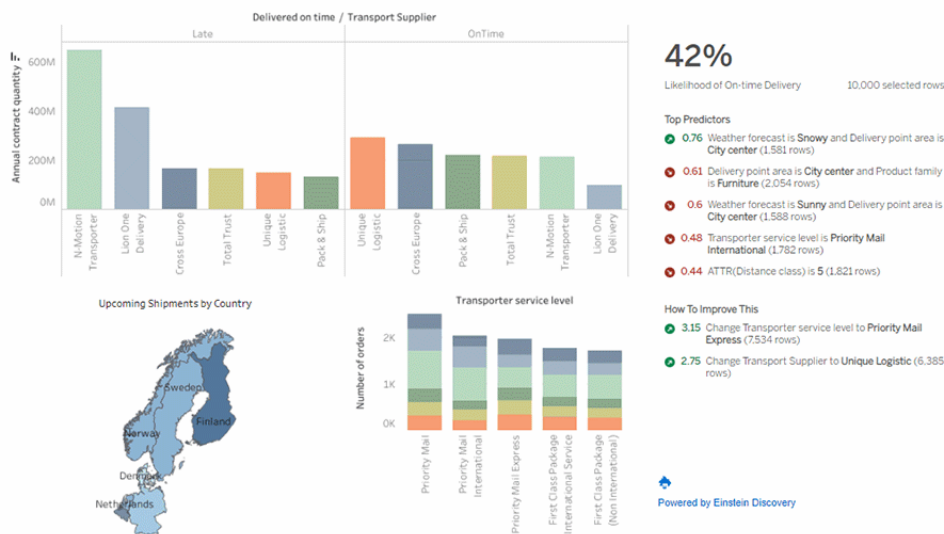 Delivered on time / Transport Supplier
Late
OnTime
Annual contract quantity
600M
400M
200M
0M
N-Motion
Transporter
Lion One
Delivery
Cross Europe
Total Trust
Unique
Logistic
Pack & Ship
Unique
Logistic
Cross Europe
Pack & Ship
Total Trust
N-Motion
Transporter
Lion One
Delivery
42%
Likelihood of On-time Delivery
10,000 selected rows
Top Predictors
0.76 Weather forecast is Snowy and Delivery point area is
City center (1,581 rows)
0.61 Delivery point area is City center and Product family
is Furniture (2,054 rows)
0.6 Weather forecast is Sunny and Delivery point area is
City center (1,588 rows)
0.48 Transporter service level is Priority Mail
International (1,782 rows)
0.44 ATTR(Distance class) is 5 (1,821 rows)
How To Improve This
3.15 Change Transporter service level to Priority Mail
Express (7,534 rows)
2.75 Change Transport Supplier to Unique Logistic (6,385
rows)
Powered by Einstein Discovery
Upcoming Shipments by Country
Sweden
Finland
Norway
Denmark
Netherlands
Transporter service level
Number of orders
2K
1K
0K
Priority Mail
Priority Mail
International
Priority Mail Express
First Class Package
International Service
First Class Package
(Non International)